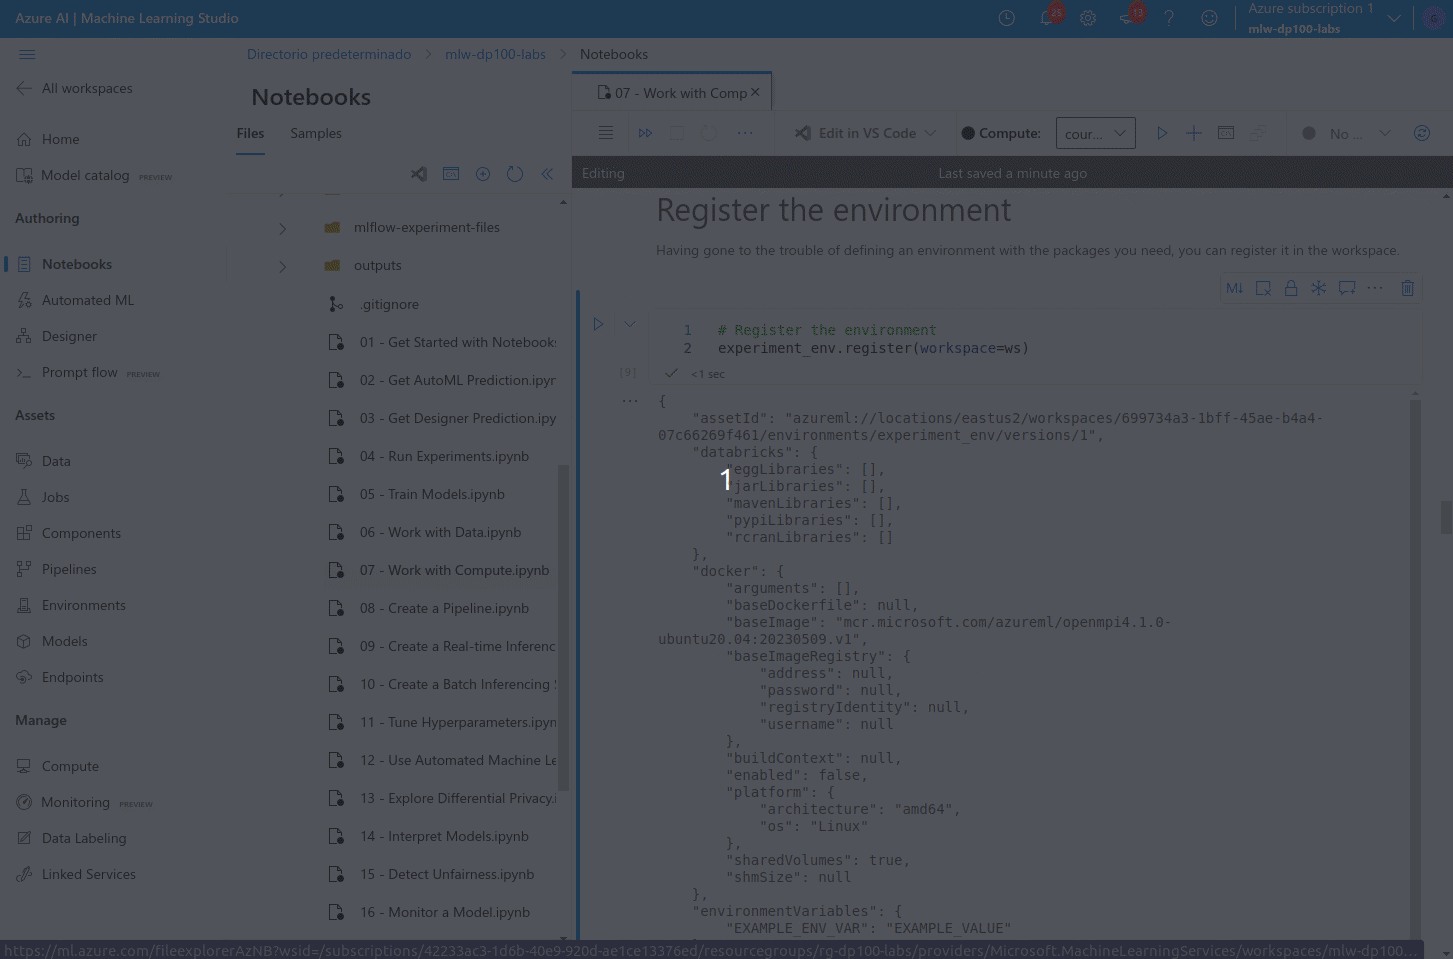 Azure AI | Machine Learning Studio
25
13
?
Azure subscription 1
mlw-dp100-labs
Directorio predeterminado > mlw-dp100-labs > Notebooks
All workspaces
Home
Model catalog PREVIEW
Authoring
Notebooks
Automated ML
Designer
Prompt flow PREVIEW
Assets
Data
Jobs
Components
Pipelines
Environments
Models
Endpoints
Manage
Compute
Monitoring PREVIEW
Data Labeling
Linked Services
Notebooks
Files Samples
mlflow-experiment-files
outputs
.gitignore
01 - Get Started with Notebooks
02 - Get AutoML Prediction.ipyn
03 - Get Designer Prediction.ipy
04 - Run Experiments.ipynb
05 - Train Models.ipynb
06 - Work with Data.ipynb
07 - Work with Compute.ipynb
08 - Create a Pipeline.ipynb
09 - Create a Real-time Inferenc
10 - Create a Batch Inferencing S
11 - Tune Hyperparameters.ipyn
12 - Use Automated Machine Le
13 - Explore Differential Privacy.i
14 - Interpret Models.ipynb
15 - Detect Unfairness.ipynb
16 - Monitor a Model.ipynb
07 - Work with Comp ×
... Edit in VS Code Compute: cour... No ...
Editing Last saved a minute ago
Register the environment
Having gone to the trouble of defining an environment with the packages you need, you can register it in the workspace.
M↓ ...
1 # Register the environment
2 experiment_env.register(workspace=ws)
[9] <1 sec
... {
"assetId": "azureml://locations/eastus2/workspaces/699734a3-1bff-45ae-b4a4-
07c66269f461/environments/experiment_env/versions/1",
"databricks": {
"eggLibraries": [],
1
"jarLibraries": [],
"mavenLibraries": [],
"pypiLibraries": [],
"rcranLibraries": []
},
"docker": {
"arguments": [],
"baseDockerfile": null,
"baseImage": "mcr.microsoft.com/azureml/openmpi4.1.0-
ubuntu20.04:20230509.v1",
"baseImageRegistry": {
"address": null,
"password": null,
"registryIdentity": null,
"username": null
},
"buildContext": null,
"enabled": false,
"platform": {
"architecture": "amd64",
"os": "Linux"
},
"sharedVolumes": true,
"shmSize": null
},
"environmentVariables": {
"EXAMPLE_ENV_VAR": "EXAMPLE_VALUE"
https://ml.azure.com/fileexplorerAzNB?wsid=/subscriptions/42233ac3-1d6b-40e9-920d-ae1ce13376ed/resourcegroups/rg-dp100-labs/providers/Microsoft.MachineLearningServices/workspaces/mlw-dp100...